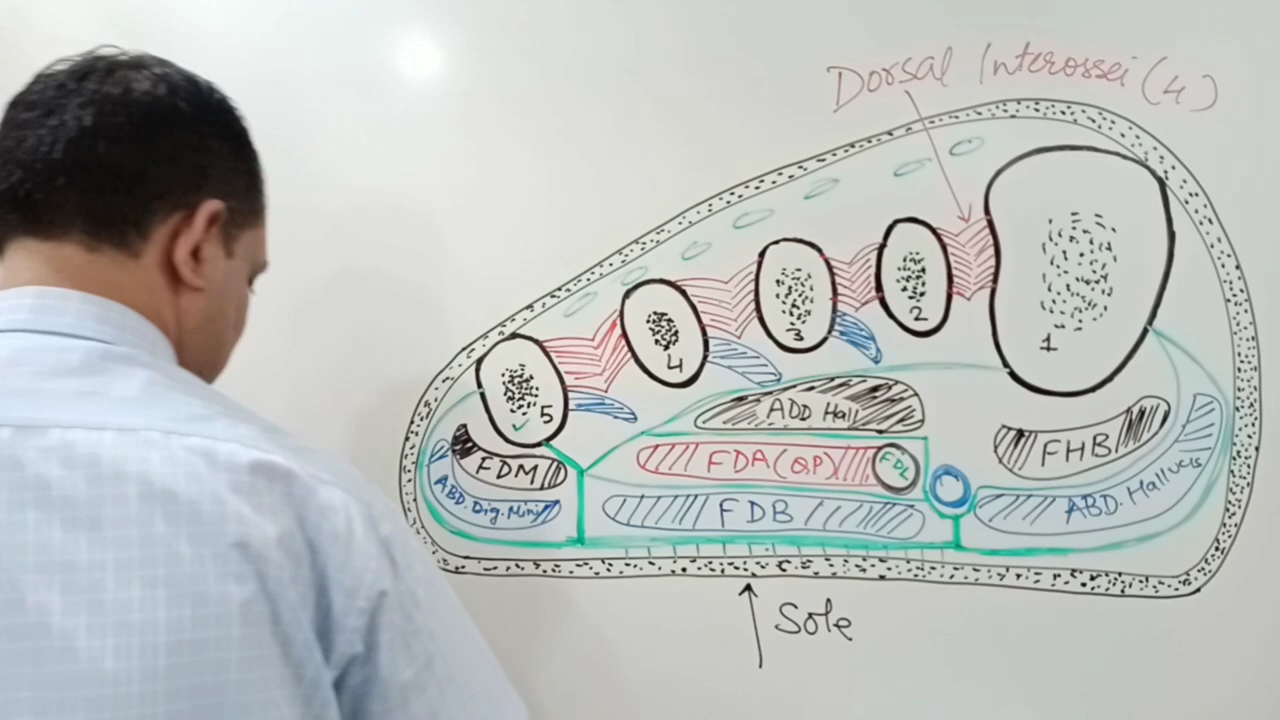 Dorsal Interossei (4)
1
2
3
4
5
ADD Hall
FDA (QP)
FDL
FDB
FHB
ABD. Hallucis
FDM
ABD. Dig. Mini
Sole